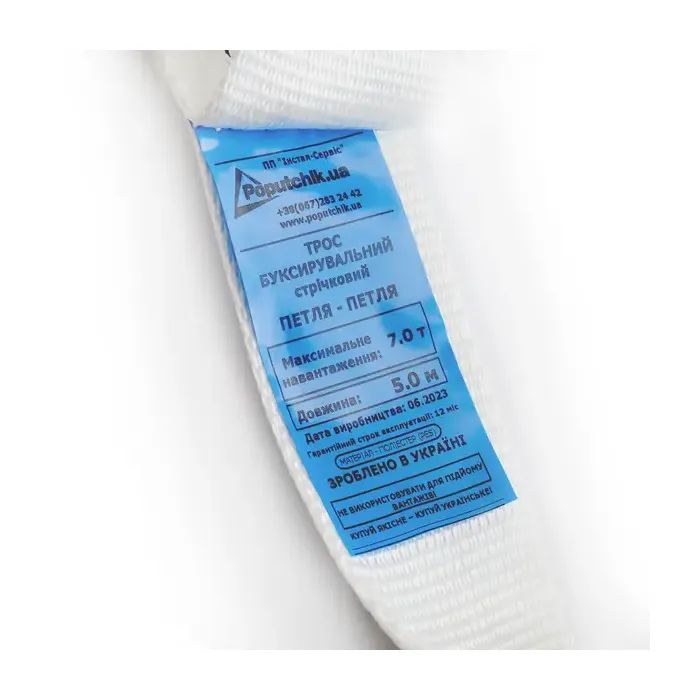 ПП "Інстал-Сервіс"
Poputchik.ua
+38(067)283 24 42
www.poputchik.ua
ТРОС
БУКСИРУВАЛЬНИЙ
стрічковий
ПЕТЛЯ - ПЕТЛЯ
Максимальне навантаження: 7.0 т
Довжина: 5.0 м
Дата виробництва: 06.2023
Гарантійний строк експлуатації: 12 міс
МАТЕРІАЛ - ПОЛІЕСТЕР (PES)
ЗРОБЛЕНО В УКРАЇНІ
НЕ ВИКОРИСТОВУВАТИ ДЛЯ ПІДЙОМУ
ВАНТАЖІВ!
КУПУЙ ЯКІСНЕ - КУПУЙ УКРАЇНСЬКЕ!